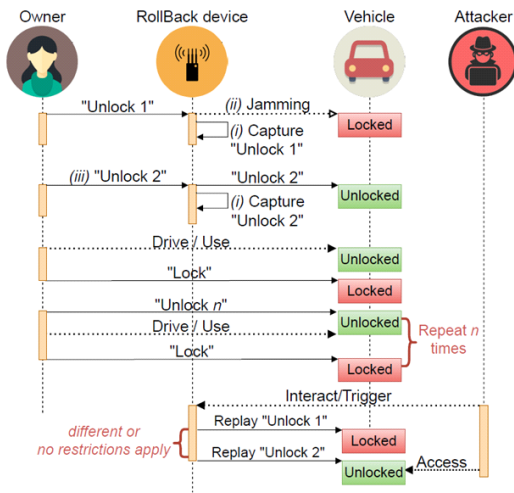 Owner RollBack device Vehicle Attacker
"Unlock 1" (ii) Jamming
Locked
(i) Capture
"Unlock 1"
(iii) "Unlock 2" "Unlock 2"
Unlocked
(i) Capture
"Unlock 2"
Drive / Use
Unlocked
"Lock"
Locked
"Unlock n"
Unlocked
Drive / Use
Repeat n
times
"Lock"
Locked
Interact/Trigger
different or
no restrictions apply
Replay "Unlock 1"
Locked
Replay "Unlock 2"
Unlocked
Access